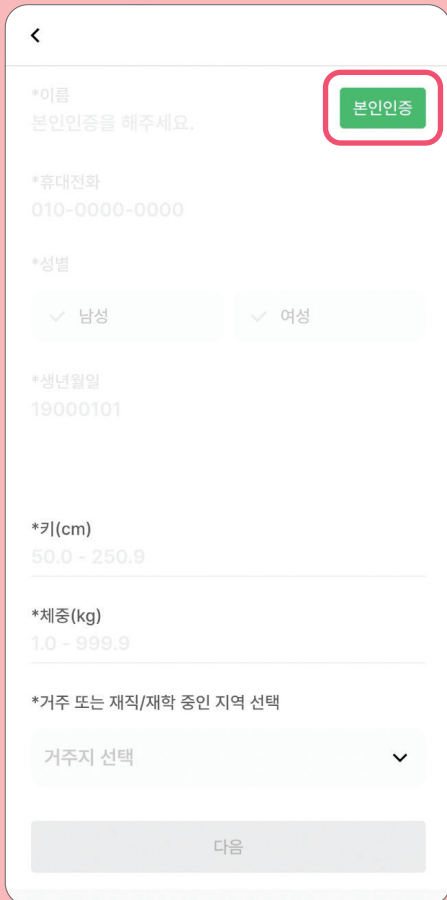 *이름
본인인증을 해주세요.
본인인증
*휴대전화
010-0000-0000
*성별
남성
여성
*생년월일
19000101
*키(cm)
50.0 - 250.9
*체중(kg)
1.0 - 999.9
*거주 또는 재직/재학 중인 지역 선택
거주지 선택
다음